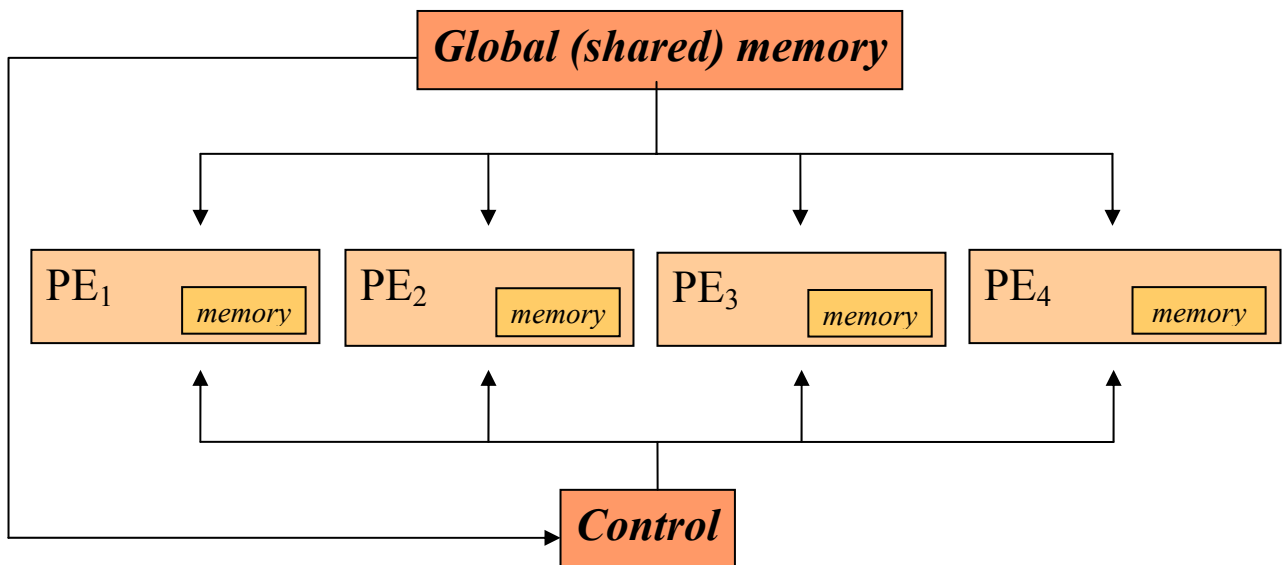 Global (shared) memory
PE₁
memory
PE₂
memory
PE₃
memory
PE₄
memory
Control